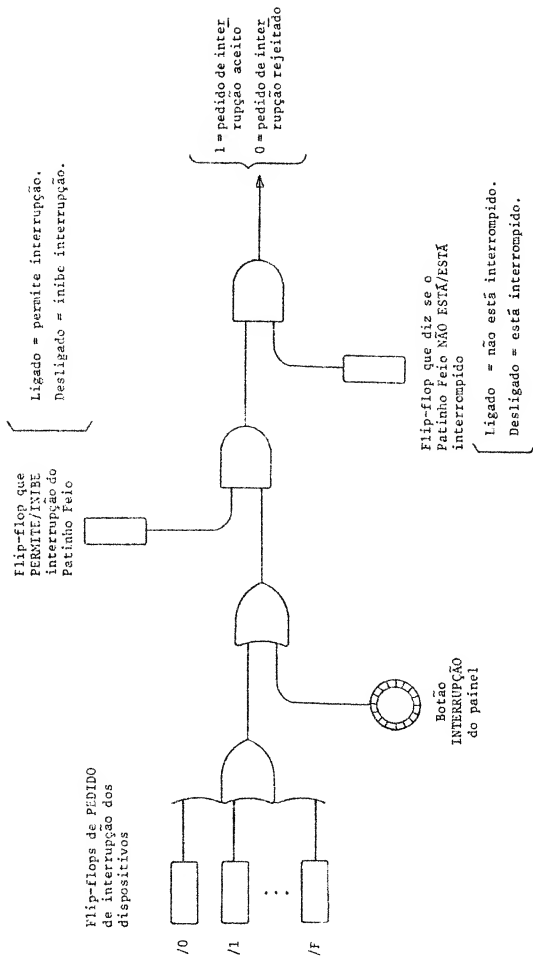 Flip-flops de PEDIDO
de interrupção dos
dispositivos
/0
/1
...
/F
Botão
INTERRUPÇÃO
do painel
Flip-flop que
PERMITE/INIBE
interrupção do
Patinho Feio
Ligado = permite interrupção.
Desligado = inibe interrupção.
Flip-flop que diz se o
Patinho Feio NÃO ESTÁ/ESTÁ
interrompido
Ligado = não está interrompido.
Desligado = está interrompido.
1 = pedido de inter
rupção aceito
0 = pedido de inter
rupção rejeitado